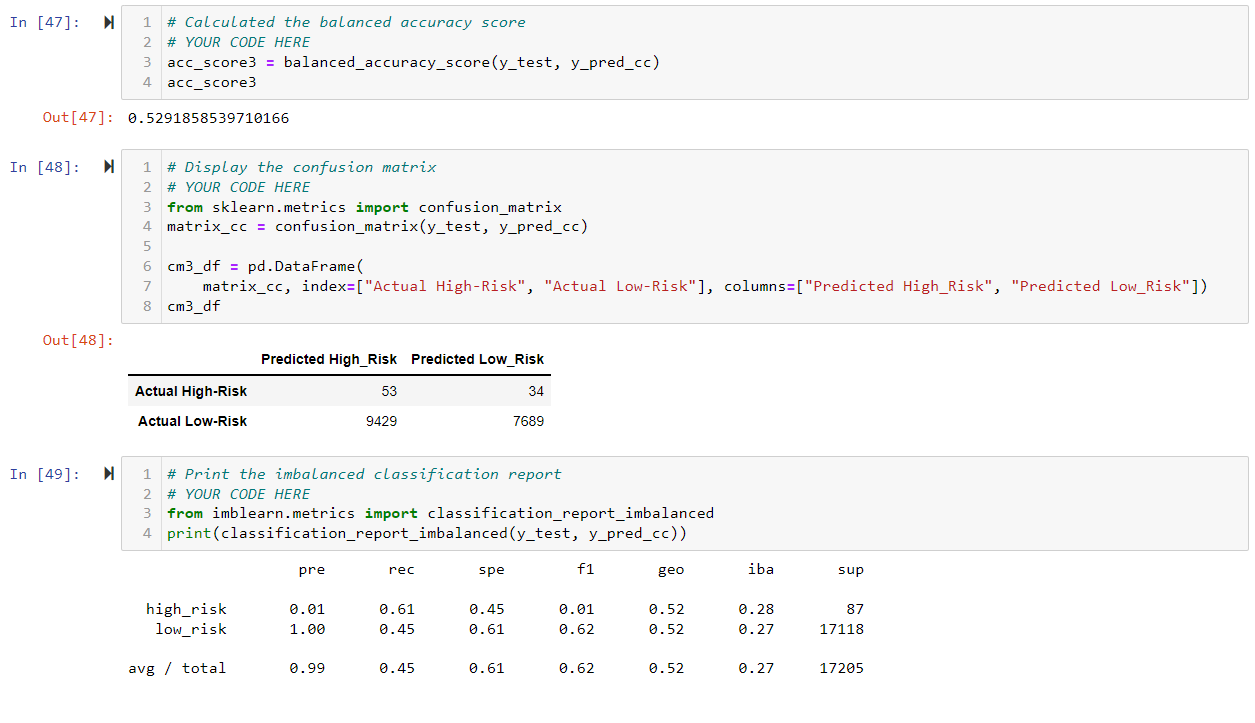 In [47]:
1 # Calculated the balanced accuracy score
2 # YOUR CODE HERE
3 acc_score3 = balanced_accuracy_score(y_test, y_pred_cc)
4 acc_score3
Out[47]: 0.5291858539710166
In [48]:
1 # Display the confusion matrix
2 # YOUR CODE HERE
3 from sklearn.metrics import confusion_matrix
4 matrix_cc = confusion_matrix(y_test, y_pred_cc)
5
6 cm3_df = pd.DataFrame(
7     matrix_cc, index=["Actual High-Risk", "Actual Low-Risk"], columns=["Predicted High_Risk", "Predicted Low_Risk"])
8 cm3_df
Out[48]:
Predicted High_Risk Predicted Low_Risk
Actual High-Risk 53 34
Actual Low-Risk 9429 7689
In [49]:
1 # Print the imbalanced classification report
2 # YOUR CODE HERE
3 from imblearn.metrics import classification_report_imbalanced
4 print(classification_report_imbalanced(y_test, y_pred_cc))
pre rec spe f1 geo iba sup
high_risk 0.01 0.61 0.45 0.01 0.52 0.28 87
low_risk 1.00 0.45 0.61 0.62 0.52 0.27 17118
avg / total 0.99 0.45 0.61 0.62 0.52 0.27 17205